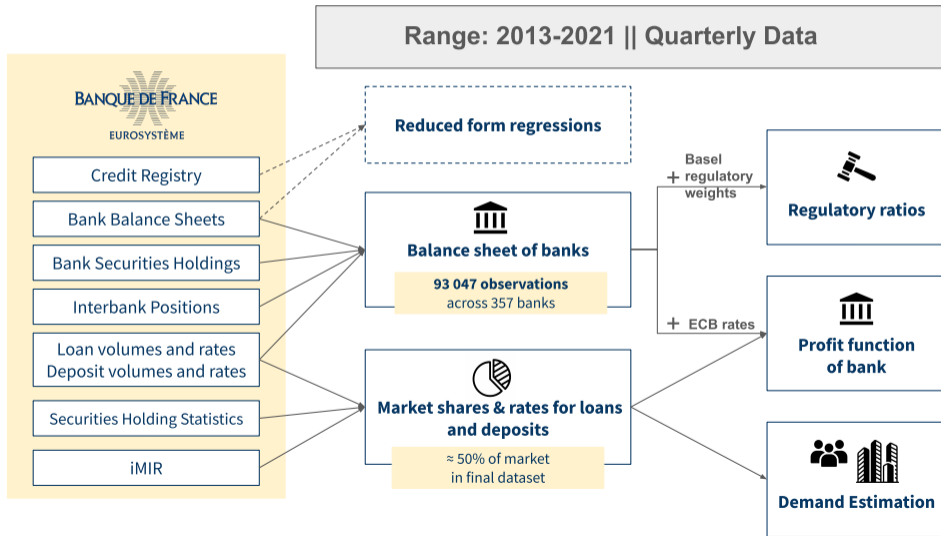 Range: 2013-2021 || Quarterly Data
BANQUE DE FRANCE
EUROSYSTÈME
Credit Registry
Bank Balance Sheets
Bank Securities Holdings
Interbank Positions
Loan volumes and rates
Deposit volumes and rates
Securities Holding Statistics
iMIR
Reduced form regressions
Balance sheet of banks
93 047 observations
across 357 banks
Market shares & rates for loans
and deposits
≈ 50% of market
in final dataset
+ Basel
regulatory
weights
+ ECB rates
Regulatory ratios
Profit function
of bank
Demand Estimation